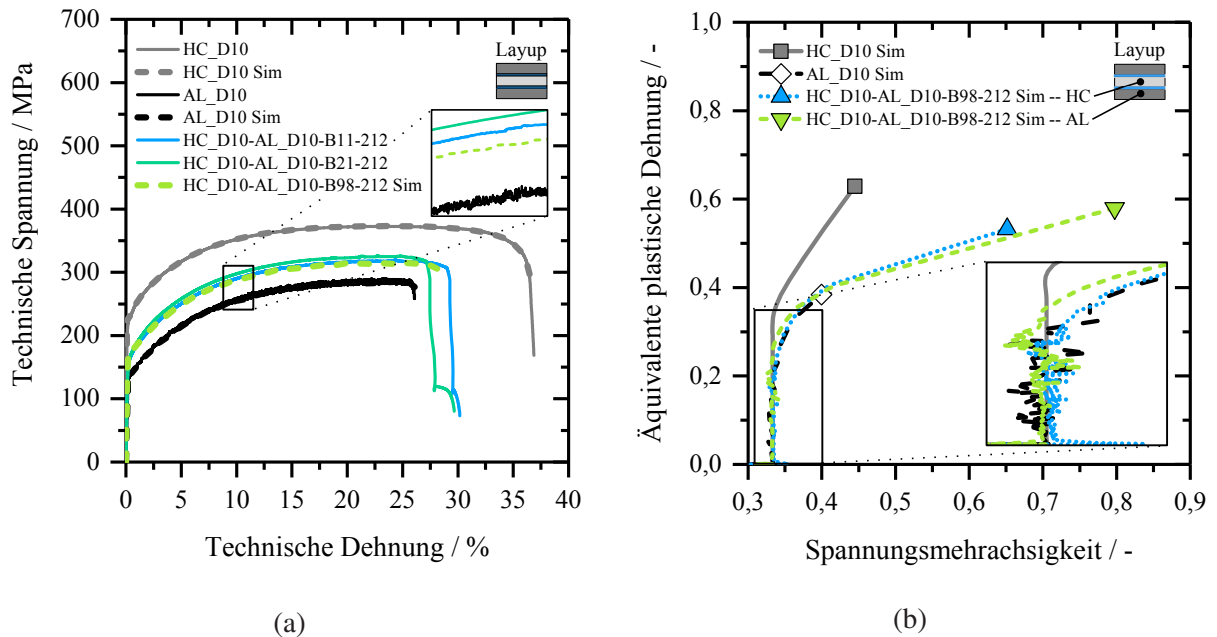 700
600
500
400
300
200
100
0
Technische Spannung / MPa
HC_D10
HC_D10 Sim
AL_D10
AL_D10 Sim
HC_D10-AL_D10-B11-212
HC_D10-AL_D10-B21-212
HC_D10-AL_D10-B98-212 Sim
Layup
0 5 10 15 20 25 30 35 40
Technische Dehnung / %
(a)
1,0
0,8
0,6
0,4
0,2
0,0
Äquivalente plastische Dehnung / -
HC_D10 Sim
AL_D10 Sim
HC_D10-AL_D10-B98-212 Sim -- HC
HC_D10-AL_D10-B98-212 Sim -- AL
Layup
0,3 0,4 0,5 0,6 0,7 0,8 0,9
Spannungsmehrachsigkeit / -
(b)